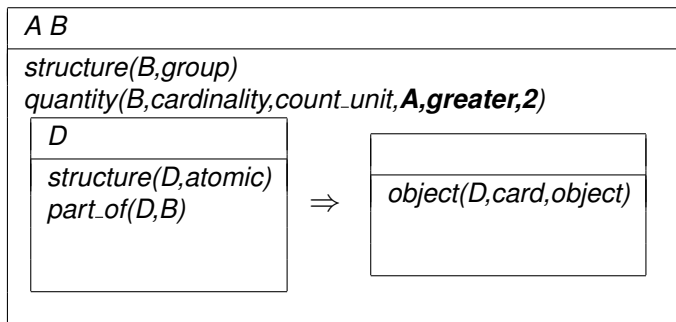 A B
structure(B,group)
quantity(B,cardinality,count_unit,A,greater,2)
D
structure(D,atomic)
part_of(D,B)
⇒
object(D,card,object)